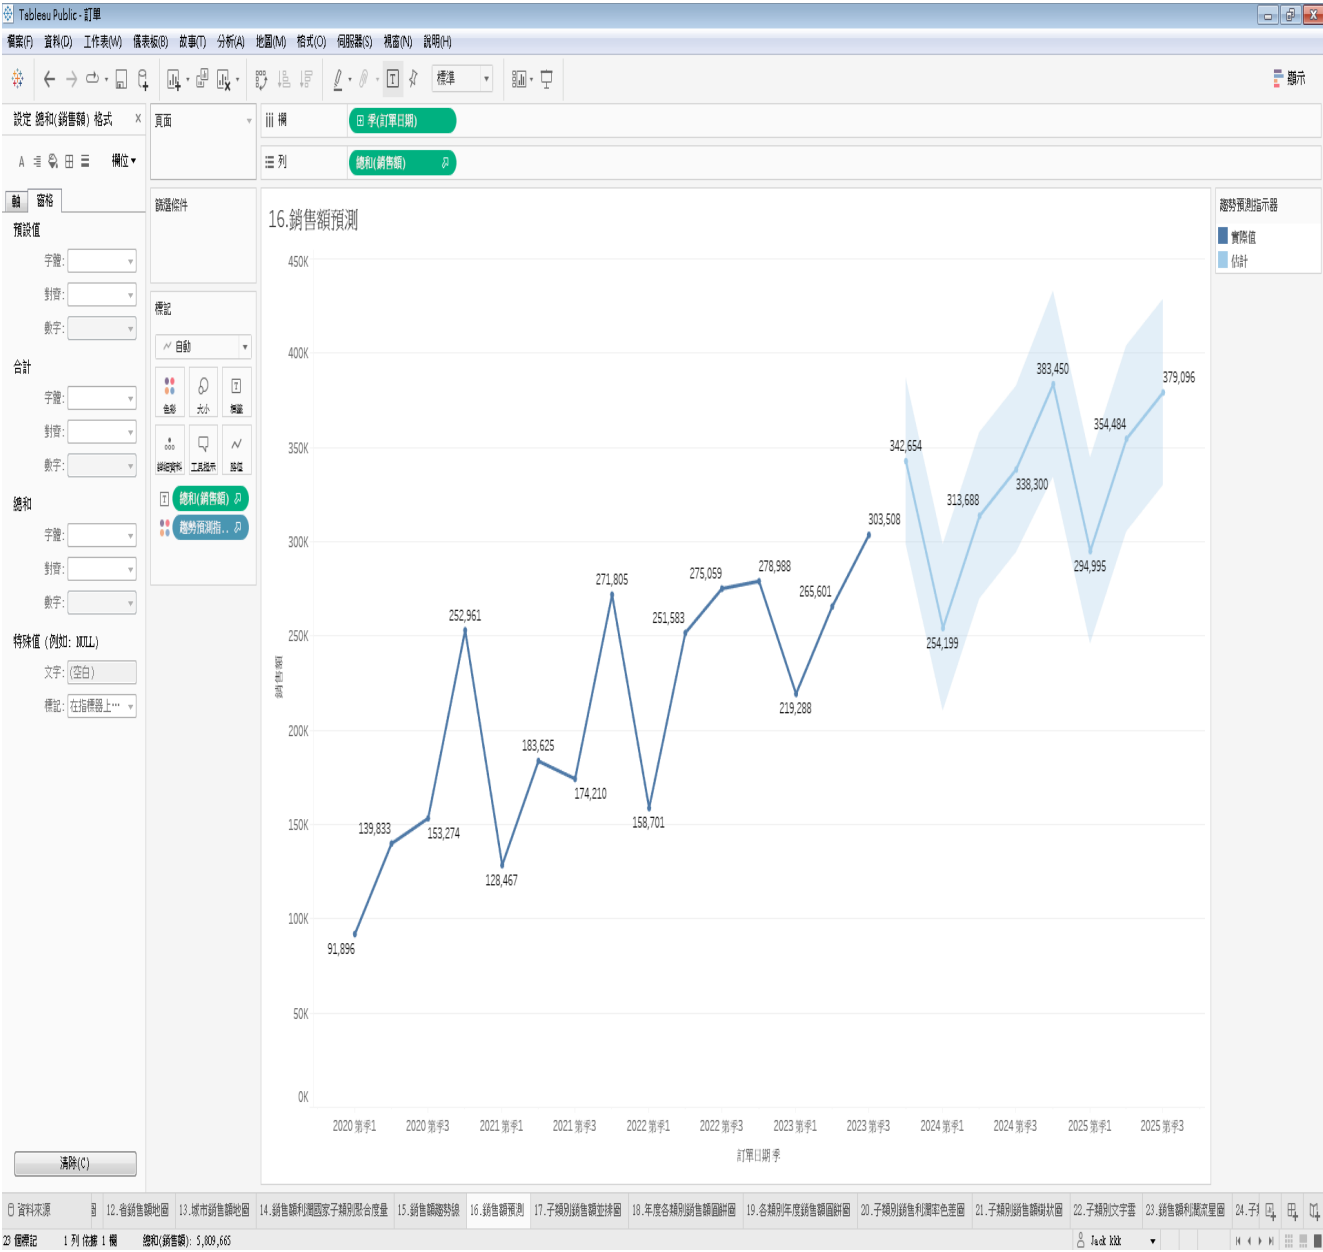 Tableau Public - 訂單
檔案(F) 資料(D) 工作表(W) 儀表板(B) 故事(T) 分析(A) 地圖(M) 格式(O) 伺服器(S) 視窗(N) 說明(H)
標準
顯示
設定 總和(銷售額) 格式 ×
欄位
軸 窗格
預設值
字體:
對齊:
數字:
合計
字體:
對齊:
數字:
總和
字體:
對齊:
數字:
特殊值 (例如: NULL)
文字: (空白)
標記: 在指標器上…
清除(C)
頁面
篩選條件
標記
自動
色彩 大小 標籤
詳細資料 工具提示 路徑
總和(銷售額)
趨勢預測指..
欄 季(訂單日期)
列 總和(銷售額)
16.銷售額預測
450K
400K
350K
300K
250K
200K
150K
100K
50K
0K
銷售額
91,896
139,833
153,274
252,961
128,467
183,625
174,210
271,805
158,701
251,583
275,059
278,988
219,288
265,601
303,508
342,654
254,199
313,688
338,300
383,450
294,995
354,484
379,096
2020 第季1 2020 第季3 2021 第季1 2021 第季3 2022 第季1 2022 第季3 2023 第季1 2023 第季3 2024 第季1 2024 第季3 2025 第季1 2025 第季3
訂單日期 季
趨勢預測指示器
實際值
估計
資料來源 圖 12.省銷售額地圖 13.城市銷售額地圖 14.銷售額利潤國家子類別聚合度量 15.銷售額趨勢線 16.銷售額預測 17.子類別銷售額並排圖 18.年度各類別銷售額圓餅圖 19.各類別年度銷售額圓餅圖 20.子類別銷售利潤率色差圖 21.子類別銷售額樹狀圖 22.子類別文字雲 23.銷售額利潤流星圖 24.子
23 個標記 1 列 依據 1 欄 總和(銷售額): 5,809,665
Jack kkk